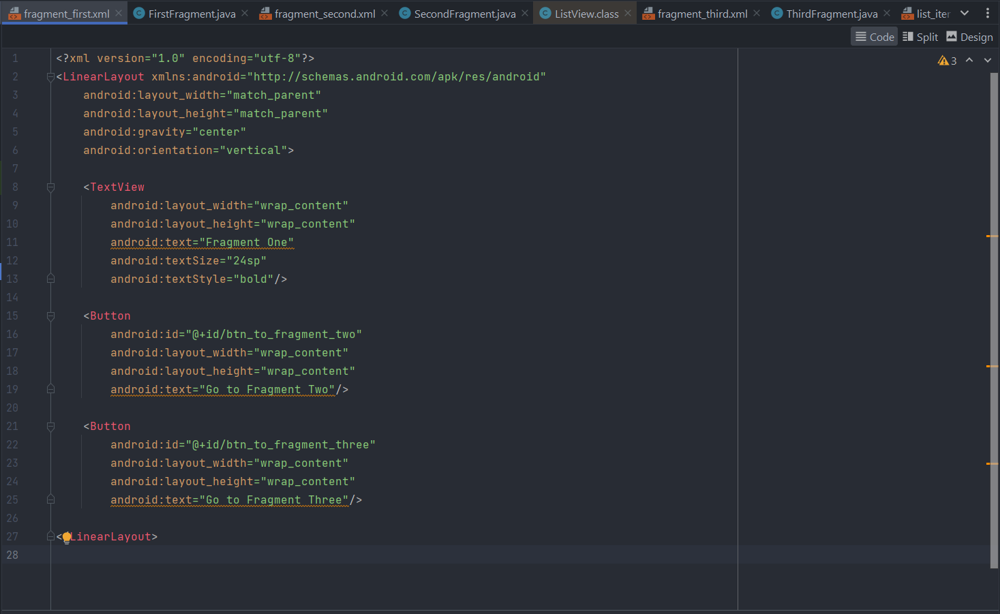 fragment_first.xml FirstFragment.java fragment_second.xml SecondFragment.java ListView.class fragment_third.xml ThirdFragment.java list_iter
Code Split Design
3
1 <?xml version="1.0" encoding="utf-8"?>
2 <LinearLayout xmlns:android="http://schemas.android.com/apk/res/android"
3 android:layout_width="match_parent"
4 android:layout_height="match_parent"
5 android:gravity="center"
6 android:orientation="vertical">
7
8 <TextView
9 android:layout_width="wrap_content"
10 android:layout_height="wrap_content"
11 android:text="Fragment One"
12 android:textSize="24sp"
13 android:textStyle="bold"/>
14
15 <Button
16 android:id="@+id/btn_to_fragment_two"
17 android:layout_width="wrap_content"
18 android:layout_height="wrap_content"
19 android:text="Go to Fragment Two"/>
20
21 <Button
22 android:id="@+id/btn_to_fragment_three"
23 android:layout_width="wrap_content"
24 android:layout_height="wrap_content"
25 android:text="Go to Fragment Three"/>
26
27 <LinearLayout>
28